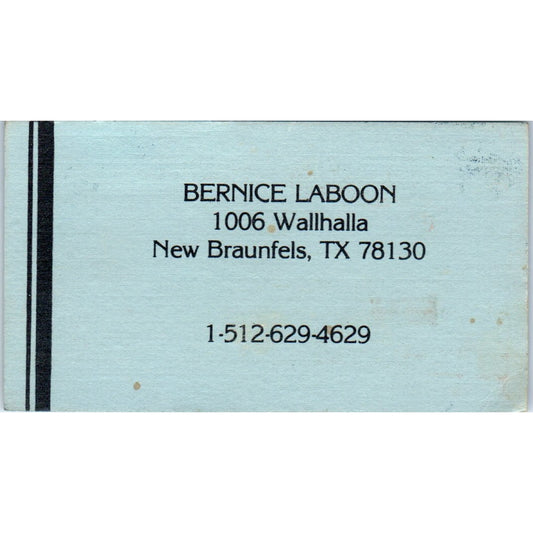 BERNICE LABOON
1006 Wallhalla
New Braunfels, TX 78130
1-512-629-4629